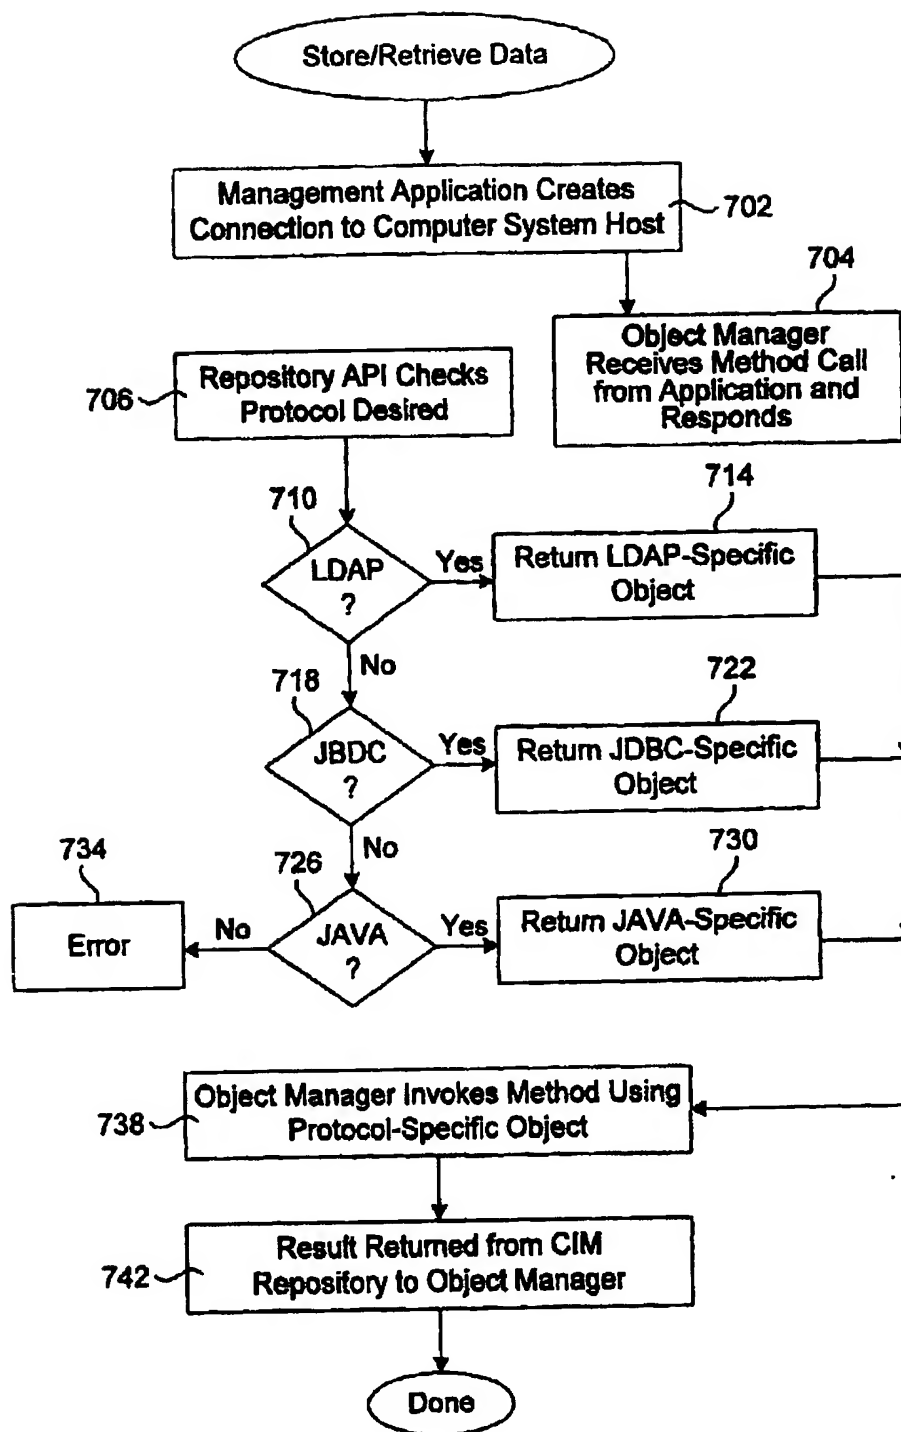 Store/Retrieve Data
Management Application Creates
Connection to Computer System Host
702
704
Object Manager
Receives Method Call
from Application and
Responds
Repository API Checks
Protocol Desired
706
710
LDAP
?
Yes
714
Return LDAP-Specific
Object
No
718
JBDC
?
Yes
722
Return JDBC-Specific
Object
No
726
JAVA
?
Yes
730
Return JAVA-Specific
Object
No
734
Error
Object Manager Invokes Method Using
Protocol-Specific Object
738
Result Returned from CIM
Repository to Object Manager
742
Done